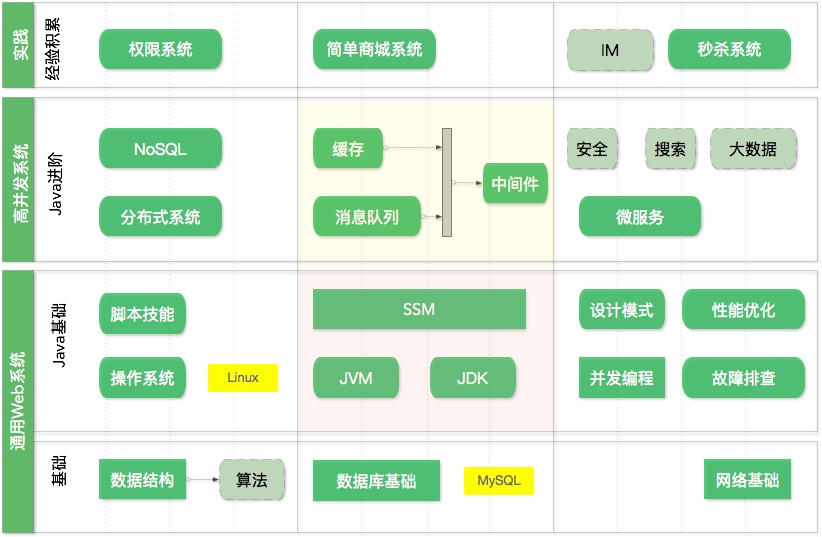 实践
经验积累
权限系统
简单商城系统
IM
秒杀系统
高并发系统
Java进阶
NoSQL
缓存
中间件
安全
搜索
大数据
分布式系统
消息队列
微服务
通用Web系统
Java基础
脚本技能
SSM
设计模式
性能优化
操作系统
Linux
JVM
JDK
并发编程
故障排查
基础
数据结构
算法
数据库基础
MySQL
网络基础